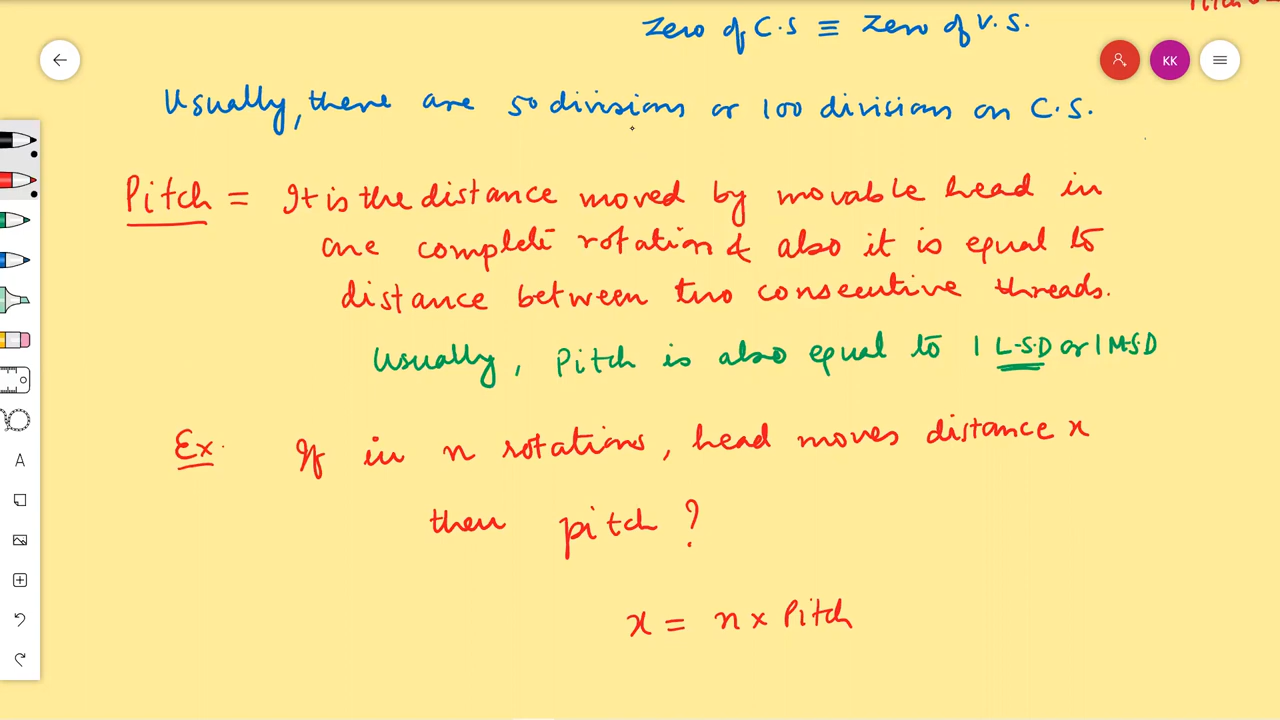 Zero of C.S ≡ Zero of V.S.
KK
Usually, there are 50 divisions or 100 divisions on C.S.
Pitch = It is the distance moved by movable head in
one complete rotation & also it is equal to
distance between two consecutive threads.
Usually, Pitch is also equal to 1 L.S.D or 1 M.S.D
Ex. If in n rotations, head moves distance x
then pitch ?
x = n × Pitch
A